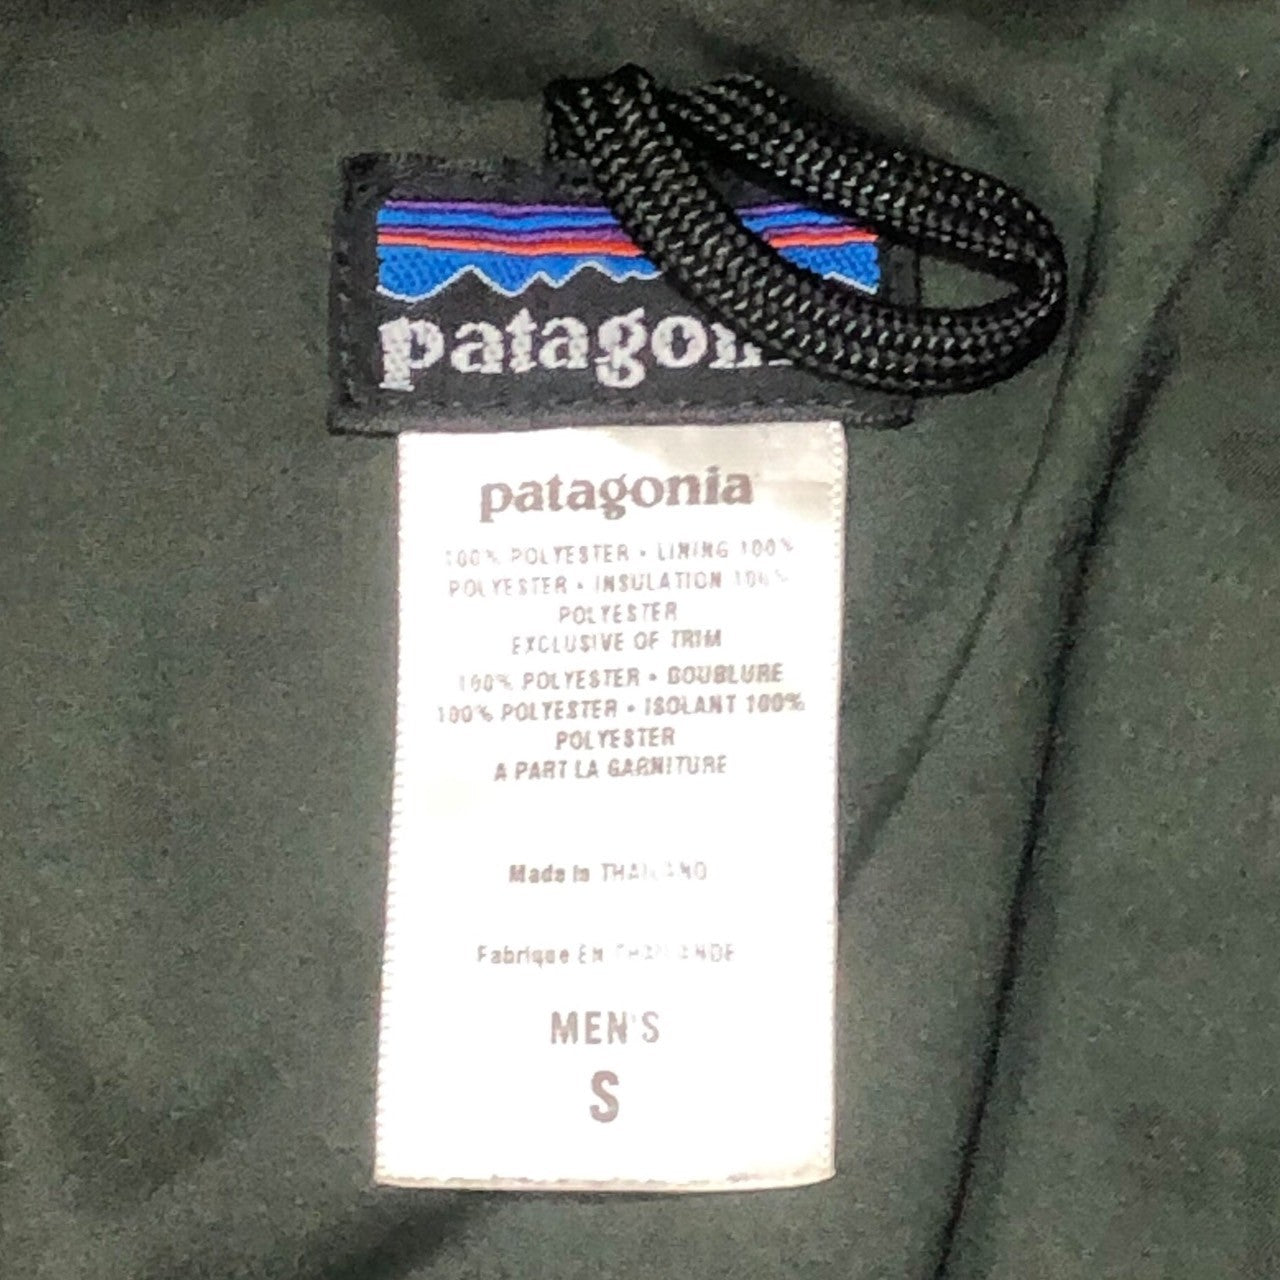 patagon
patagonia
100% POLYESTER • LINING 100%
POLYESTER • INSULATION 100%
POLYESTER
EXCLUSIVE OF TRIM
100% POLYESTER • DOUBLURE
100% POLYESTER • ISOLANT 100%
POLYESTER
A PART LA GARNITURE
Made in THAILAND
Fabrique EN THAILANDE
MEN'S
S